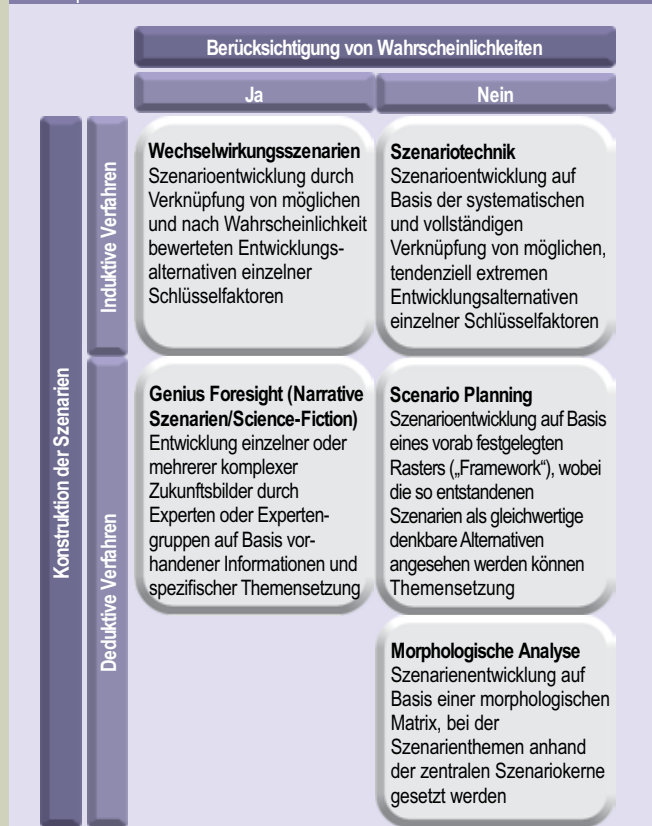 Berücksichtigung von Wahrscheinlichkeiten
Ja
Nein
Konstruktion der Szenarien
Induktive Verfahren
Wechselwirkungsszenarien
Szenarioentwicklung durch
Verknüpfung von möglichen
und nach Wahrscheinlichkeit
bewerteten Entwicklungs-
alternativen einzelner
Schlüsselfaktoren
Szenariotechnik
Szenarioentwicklung auf
Basis der systematischen
und vollständigen
Verknüpfung von möglichen,
tendenziell extremen
Entwicklungsalternativen
einzelner Schlüsselfaktoren
Deduktive Verfahren
Genius Foresight (Narrative
Szenarien/Science-Fiction)
Entwicklung einzelner oder
mehrerer komplexer
Zukunftsbilder durch
Experten oder Experten-
gruppen auf Basis vor-
handener Informationen und
spezifischer Themensetzung
Scenario Planning
Szenarioentwicklung auf Basis
eines vorab festgelegten
Rasters („Framework“), wobei
die so entstandenen
Szenarien als gleichwertige
denkbare Alternativen
angesehen werden können
Themensetzung
Morphologische Analyse
Szenarienentwicklung auf
Basis einer morphologischen
Matrix, bei der
Szenarienthemen anhand
der zentralen Szenariokerne
gesetzt werden